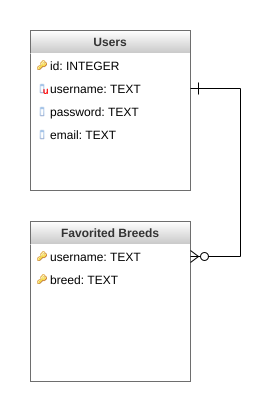 Users
id: INTEGER
username: TEXT
password: TEXT
email: TEXT
Favorited Breeds
username: TEXT
breed: TEXT